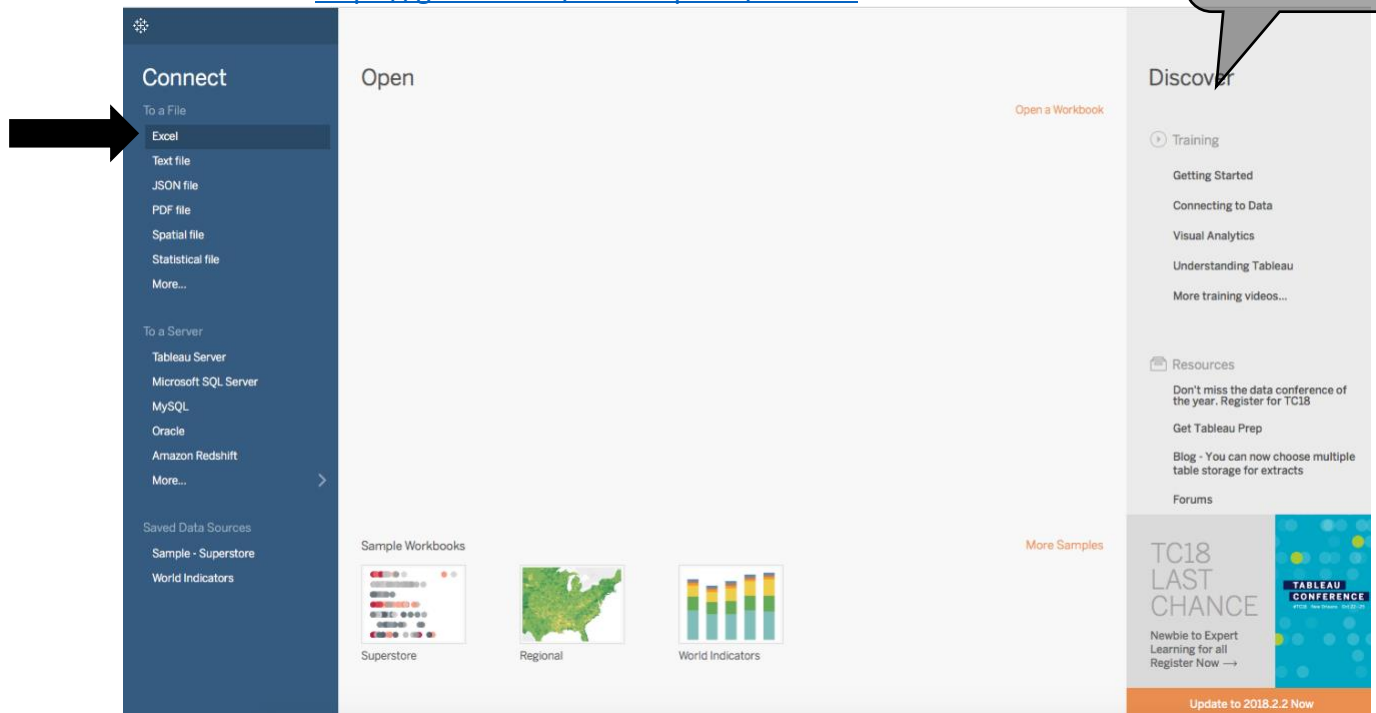 Connect
To a File
Excel
Text file
JSON file
PDF file
Spatial file
Statistical file
More...
To a Server
Tableau Server
Microsoft SQL Server
MySQL
Oracle
Amazon Redshift
More...
Saved Data Sources
Sample - Superstore
World Indicators
Open
Open a Workbook
Sample Workbooks
More Samples
Superstore
Regional
World Indicators
Discover
Training
Getting Started
Connecting to Data
Visual Analytics
Understanding Tableau
More training videos...
Resources
Don't miss the data conference of
the year. Register for TC18
Get Tableau Prep
Blog - You can now choose multiple
table storage for extracts
Forums
TC18
LAST
CHANCE
Newbie to Expert
Learning for all
Register Now →
TABLEAU
CONFERENCE
Update to 2018.2.2 Now